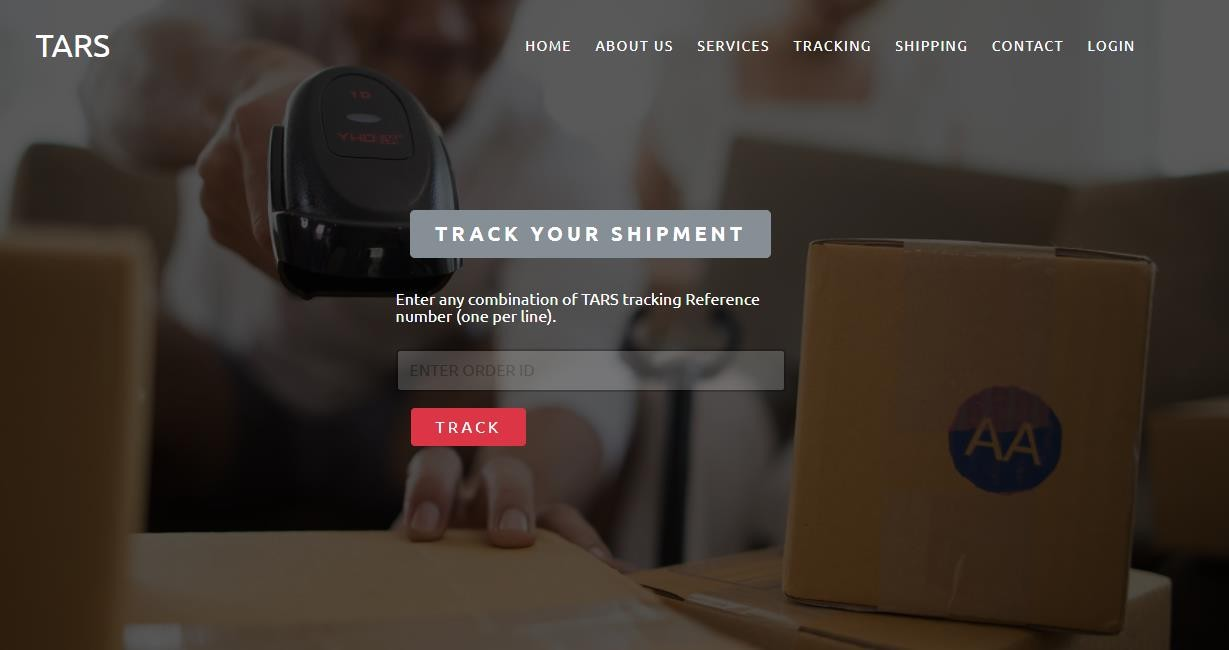 TARS
HOME ABOUT US SERVICES TRACKING SHIPPING CONTACT LOGIN
1D
TRACK YOUR SHIPMENT
Enter any combination of TARS tracking Reference
number (one per line).
ENTER ORDER ID
TRACK
AA